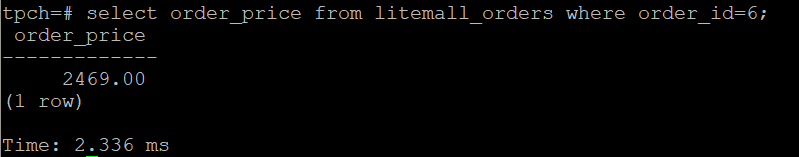 tpch=# select order_price from litemall_orders where order_id=6;
 order_price
-------------
     2469.00
(1 row)

Time: 2.336 ms